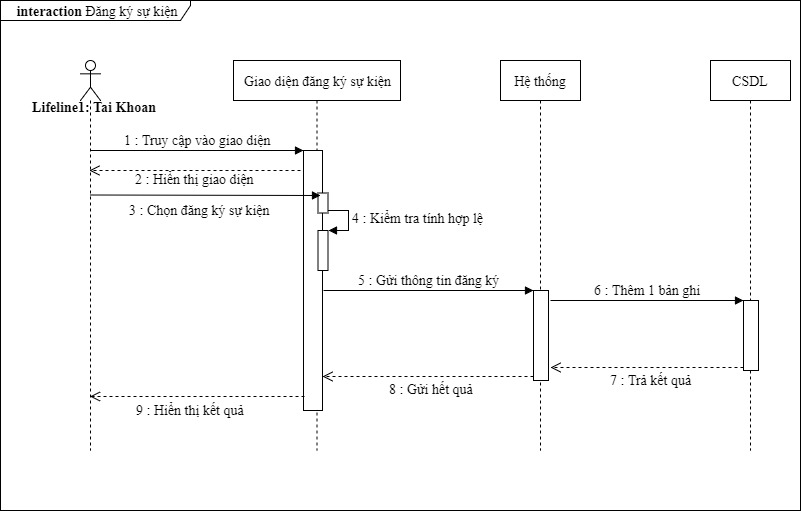 interaction Đăng ký sự kiện
Giao diện đăng ký sự kiện
Hệ thống
CSDL
Lifeline1: Tai Khoan
1 : Truy cập vào giao diện
2 : Hiển thị giao diện
3 : Chọn đăng ký sự kiện
4 : Kiểm tra tính hợp lệ
5 : Gửi thông tin đăng ký
6 : Thêm 1 bản ghi
7 : Trả kết quả
8 : Gửi hết quả
9 : Hiển thị kết quả